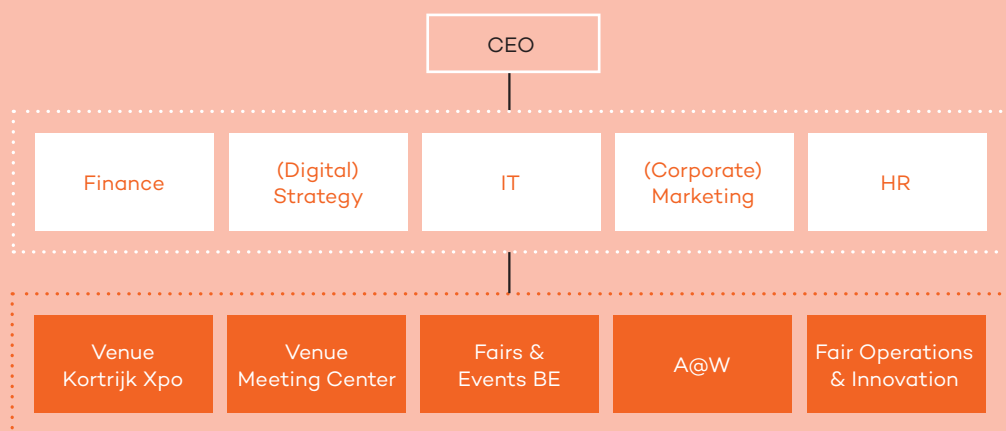 CEO
Finance
(Digital)
Strategy
IT
(Corporate)
Marketing
HR
Venue
Kortrijk Xpo
Venue
Meeting Center
Fairs &
Events BE
A@W
Fair Operations
& Innovation